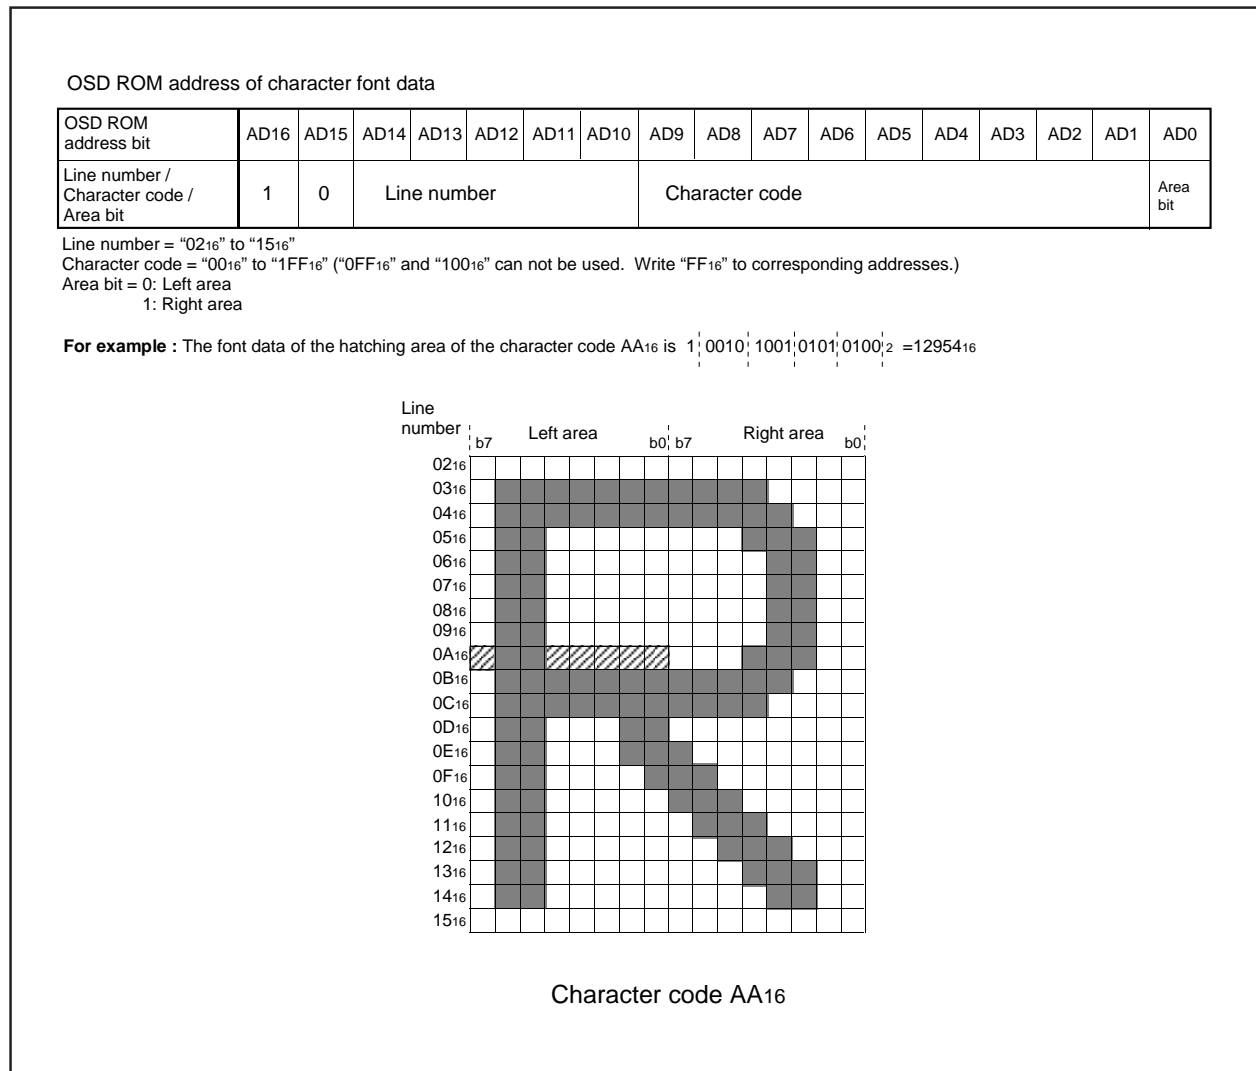 OSD ROM address of character font data
OSD ROM address bit AD16 AD15 AD14 AD13 AD12 AD11 AD10 AD9 AD8 AD7 AD6 AD5 AD4 AD3 AD2 AD1 AD0
Line number / Character code / Area bit 1 0 Line number Character code Area bit
Line number = “0216” to “1516”
Character code = “0016” to “1FF16” (“0FF16” and “10016” can not be used. Write “FF16” to corresponding addresses.)
Area bit = 0: Left area
1: Right area
For example : The font data of the hatching area of the character code AA16 is 1 0010 1001 0101 0100 2 =1295416
Line
number
b7 Left area b0 b7 Right area b0
0216
0316
0416
0516
0616
0716
0816
0916
0A16
0B16
0C16
0D16
0E16
0F16
1016
1116
1216
1316
1416
1516
Character code AA16